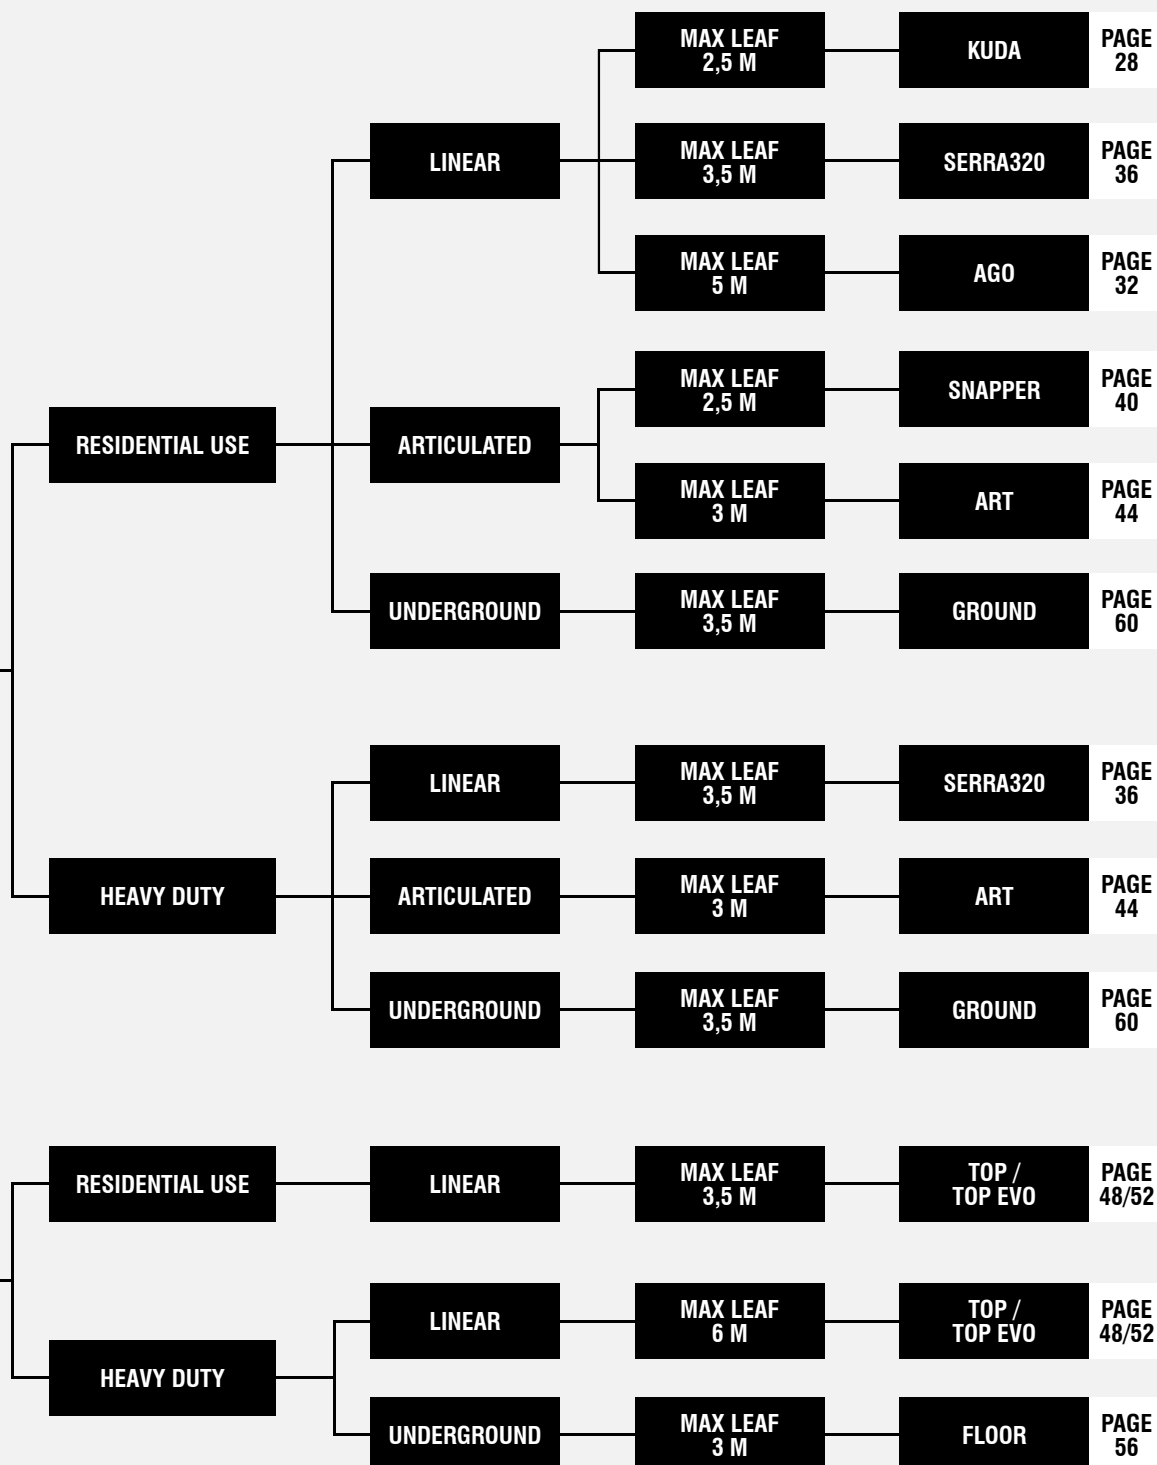 MAX LEAF
2,5 M
KUDA
PAGE
28
LINEAR
MAX LEAF
3,5 M
SERRA320
PAGE
36
MAX LEAF
5 M
AGO
PAGE
32
MAX LEAF
2,5 M
SNAPPER
PAGE
40
RESIDENTIAL USE
ARTICULATED
MAX LEAF
3 M
ART
PAGE
44
UNDERGROUND
MAX LEAF
3,5 M
GROUND
PAGE
60
LINEAR
MAX LEAF
3,5 M
SERRA320
PAGE
36
HEAVY DUTY
ARTICULATED
MAX LEAF
3 M
ART
PAGE
44
UNDERGROUND
MAX LEAF
3,5 M
GROUND
PAGE
60
RESIDENTIAL USE
LINEAR
MAX LEAF
3,5 M
TOP /
TOP EVO
PAGE
48/52
LINEAR
MAX LEAF
6 M
TOP /
TOP EVO
PAGE
48/52
HEAVY DUTY
UNDERGROUND
MAX LEAF
3 M
FLOOR
PAGE
56